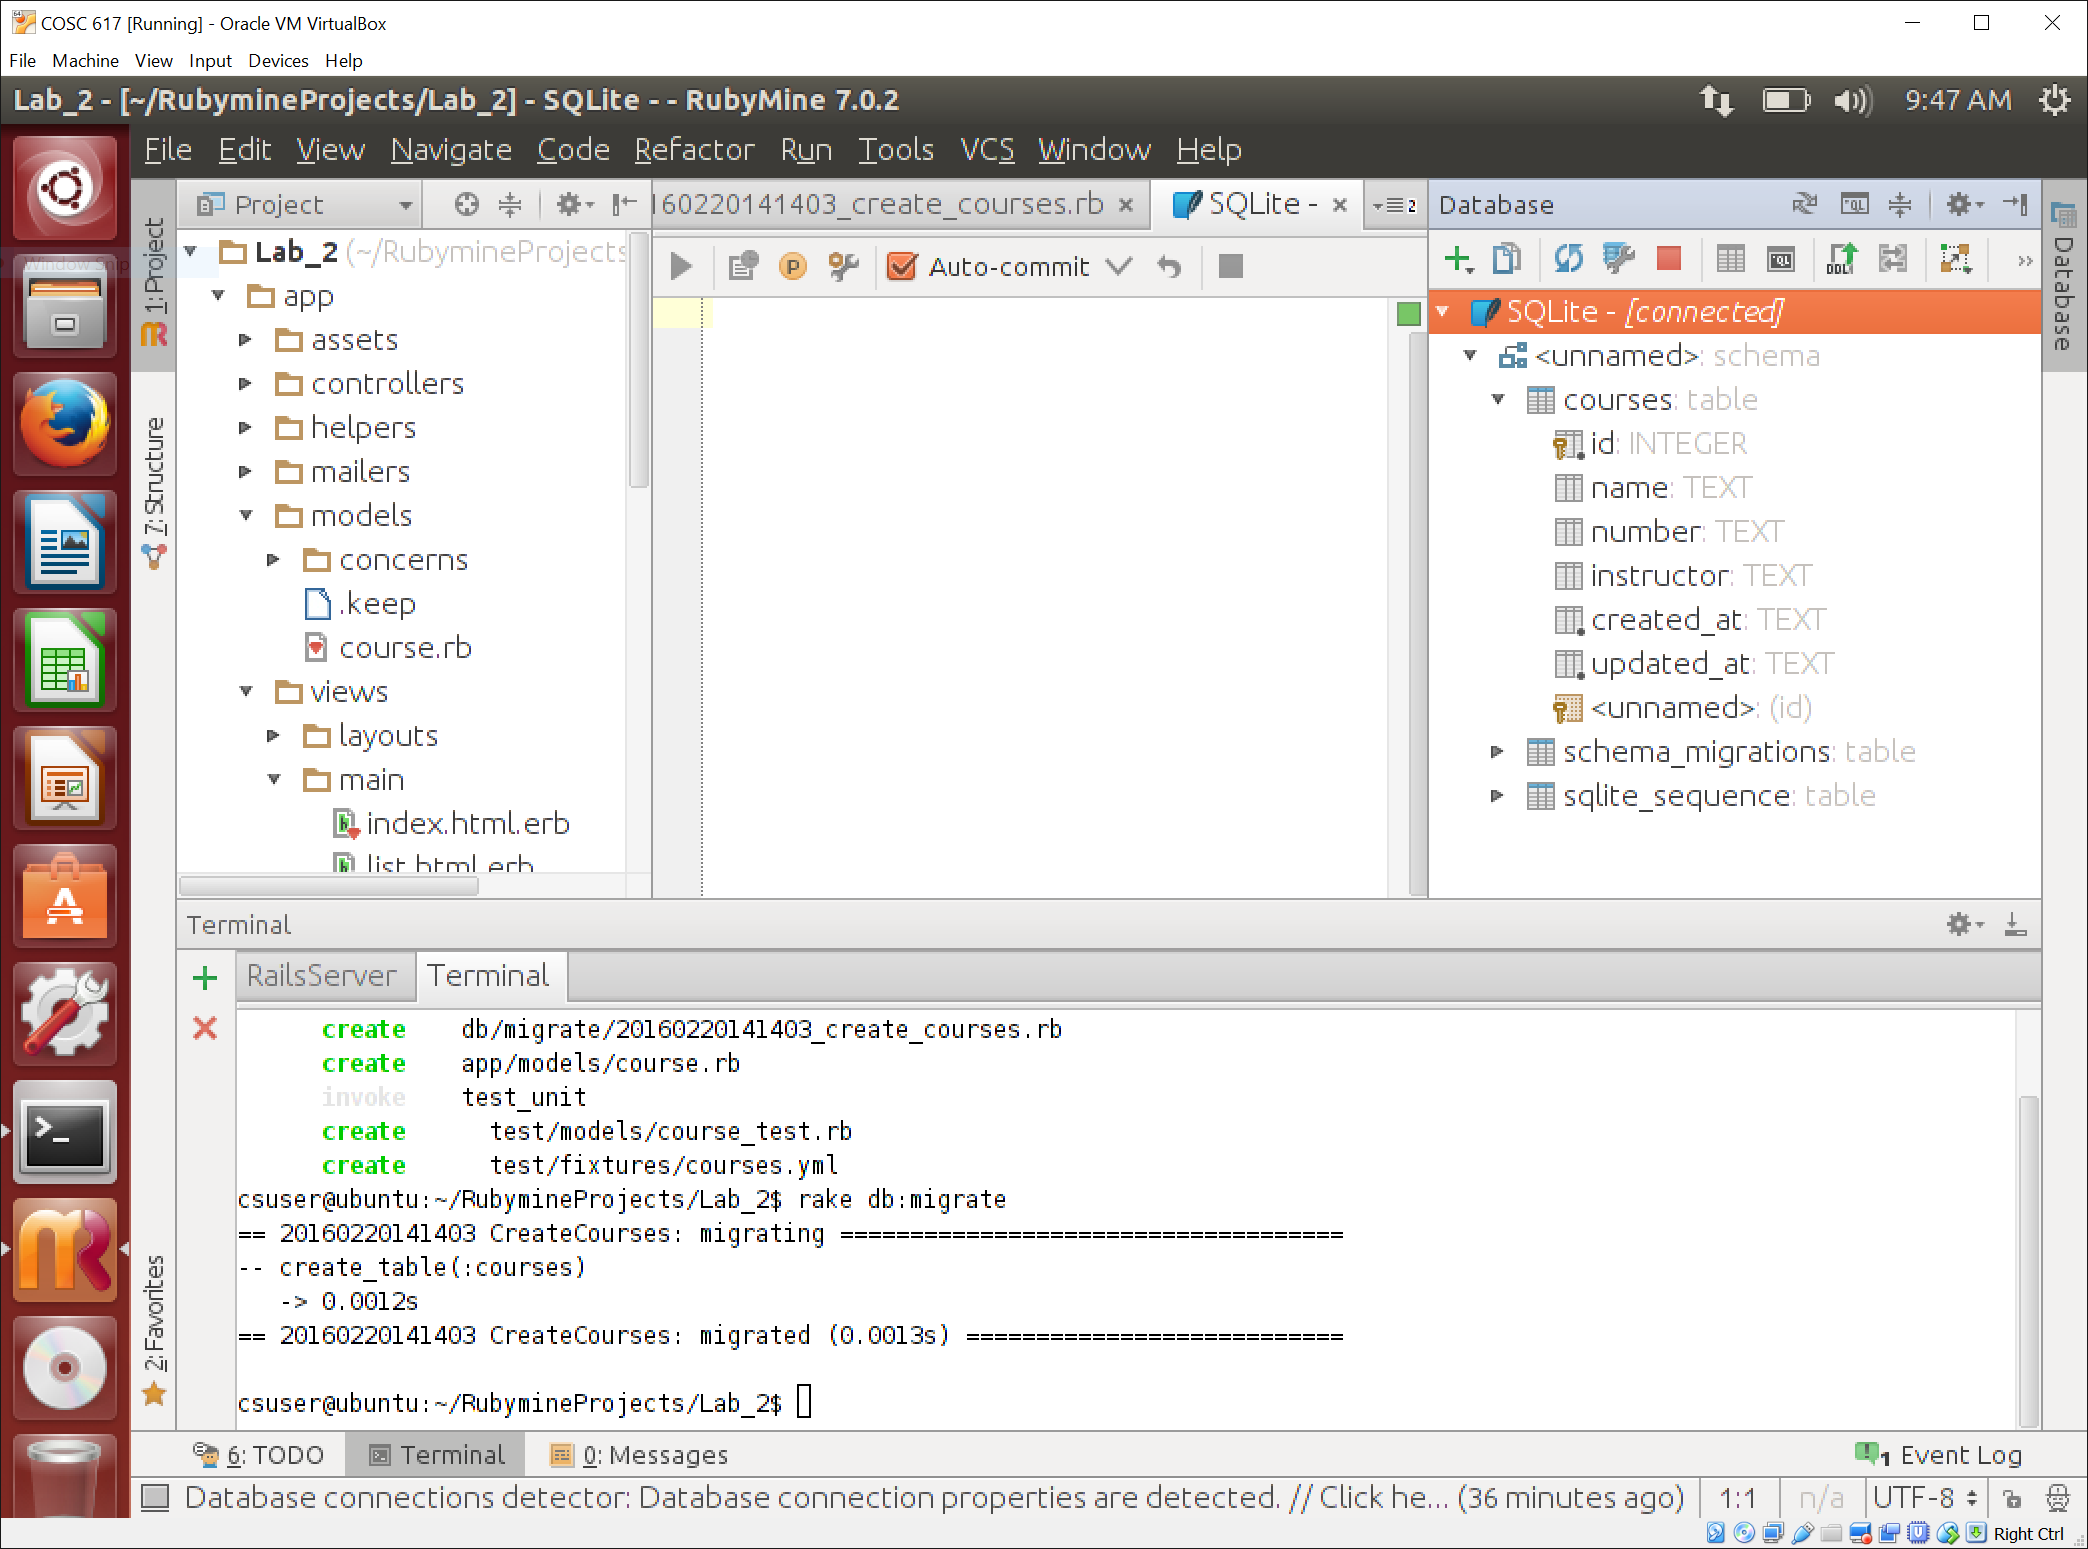 COSC 617 [Running] - Oracle VM VirtualBox
File Machine View Input Devices Help
Lab_2 - [~/RubymineProjects/Lab_2] - SQLite - - RubyMine 7.0.2
9:47 AM
File Edit View Navigate Code Refactor Run Tools VCS Window Help
1: Project
7: Structure
2: Favorites
Project
Lab_2 (~/RubymineProjects
app
assets
controllers
helpers
mailers
models
concerns
.keep
course.rb
views
layouts
main
index.html.erb
list.html.erb
160220141403_create_courses.rb
SQLite -
2
Auto-commit
Database
SQLite - [connected]
<unnamed>: schema
courses: table
id: INTEGER
name: TEXT
number: TEXT
instructor: TEXT
created_at: TEXT
updated_at: TEXT
<unnamed>: (id)
schema_migrations: table
sqlite_sequence: table
Database
Terminal
RailsServer Terminal
create db/migrate/20160220141403_create_courses.rb
create app/models/course.rb
invoke test_unit
create test/models/course_test.rb
create test/fixtures/courses.yml
csuser@ubuntu:~/RubymineProjects/Lab_2$ rake db:migrate
== 20160220141403 CreateCourses: migrating ====================================
-- create_table(:courses)
-> 0.0012s
== 20160220141403 CreateCourses: migrated (0.0013s) ===========================
csuser@ubuntu:~/RubymineProjects/Lab_2$
6: TODO Terminal 0: Messages
1 Event Log
Database connections detector: Database connection properties are detected. // Click he... (36 minutes ago)
1:1 n/a UTF-8
Right Ctrl